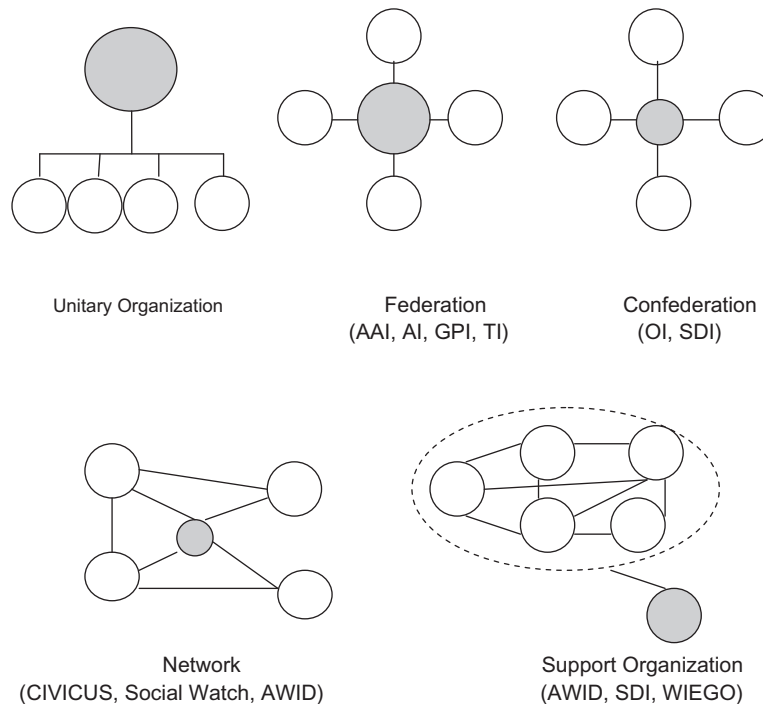 Unitary Organization
Federation
(AAI, AI, GPI, TI)
Confederation
(OI, SDI)
Network
(CIVICUS, Social Watch, AWID)
Support Organization
(AWID, SDI, WIEGO)